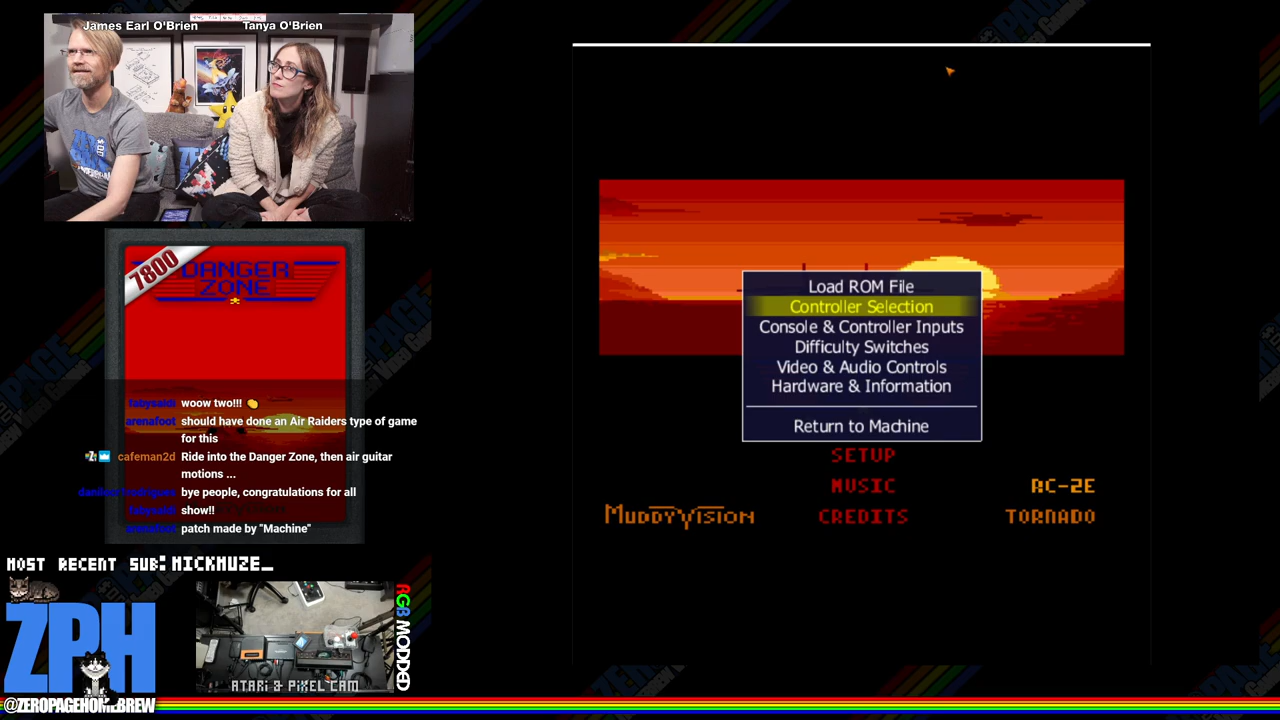 James Earl O'Brien
Tanya O'Brien
7800
DANGER
ZONE
fabysaldi woow two!!!
arenafoot should have done an Air Raiders type of game
for this
cafeman2d Ride into the Danger Zone, then air guitar
motions ...
bye people, congratulations for all
fabysaldi show!!
arenafoot patch made by "Machine"
MOST RECENT SUB: MICKMUZE_
ZPH
@ZEROPAGEHOMEBREW
ATARI & PIXEL CAM
RGB MODDED
Load ROM File
Controller Selection
Console & Controller Inputs
Difficulty Switches
Video & Audio Controls
Hardware & Information
Return to Machine
SETUP
MUSIC
CREDITS
MUDDYVISION
RC-2E
TORNADO